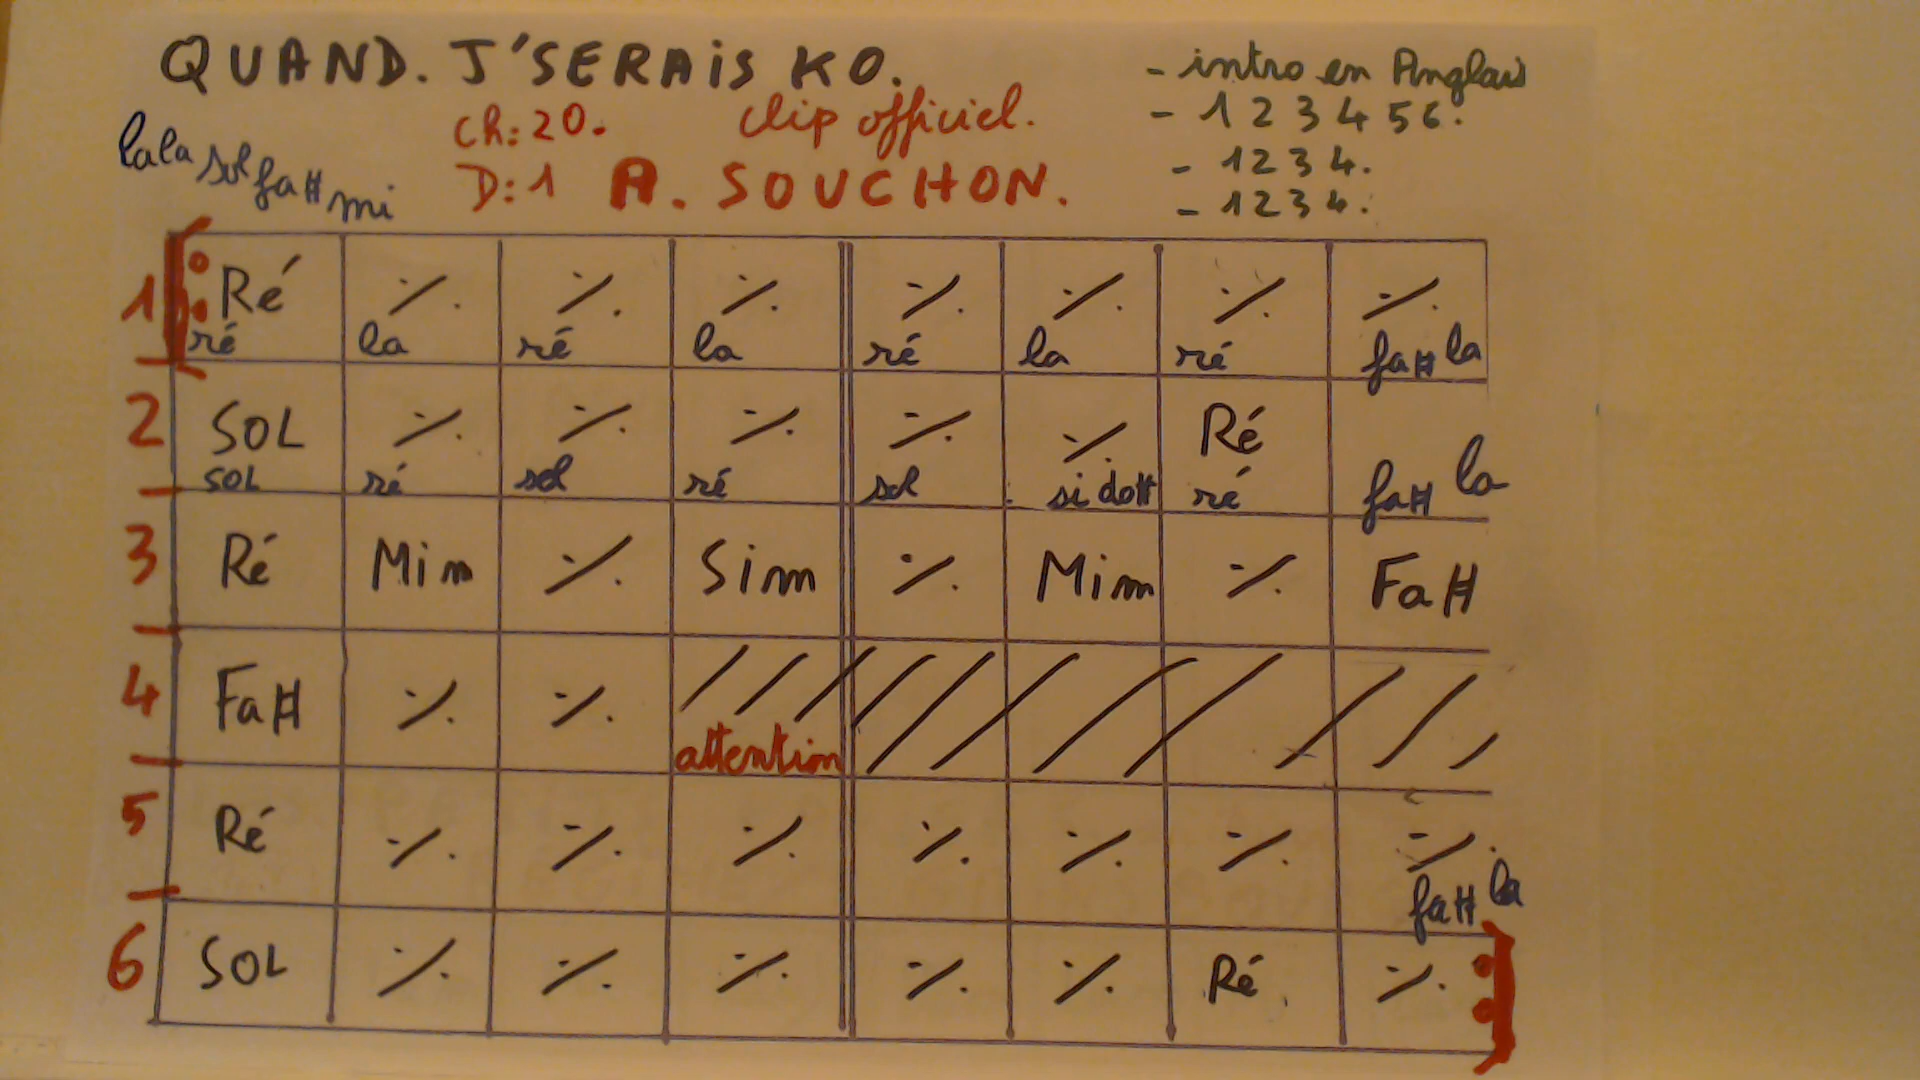 QUAND. J'SERAIS KO.
- intro en Anglais
Ch: 20. clip officiel.
- 1 2 3 4 5 6.
lala sol fa# mi
D: 1 A. SOUCHON.
- 1 2 3 4.
- 1 2 3 4.
1 Ré ٪ ٪ ٪ ٪ ٪ ٪ ٪
ré la ré la ré la ré fa# la
2 SOL ٪ ٪ ٪ ٪ ٪ Ré
sol ré sol ré sol si do# ré fa# la
3 Ré Mim ٪ Sim ٪ Mim ٪ Fa#
4 Fa# ٪ ٪ / / / / / / / / / / / /
attention
5 Ré ٪ ٪ ٪ ٪ ٪ ٪ ٪
fa# la
6 SOL ٪ ٪ ٪ ٪ ٪ Ré ٪